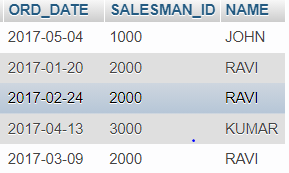 ORD_DATE SALESMAN_ID NAME
2017-05-04 1000 JOHN
2017-01-20 2000 RAVI
2017-02-24 2000 RAVI
2017-04-13 3000 KUMAR
2017-03-09 2000 RAVI